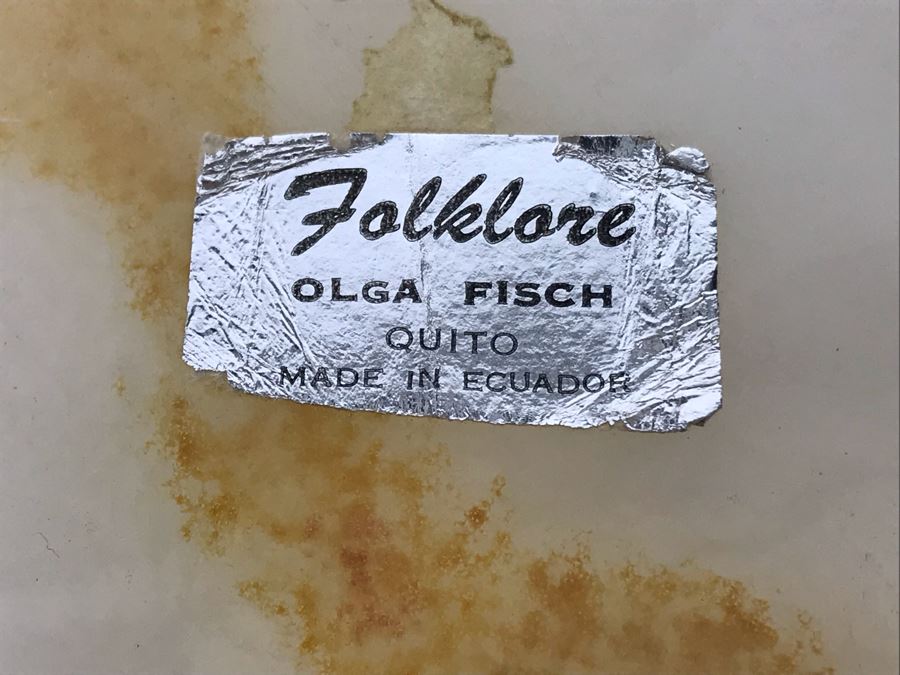 Folklore
OLGA FISCH
QUITO
MADE IN ECUADOR